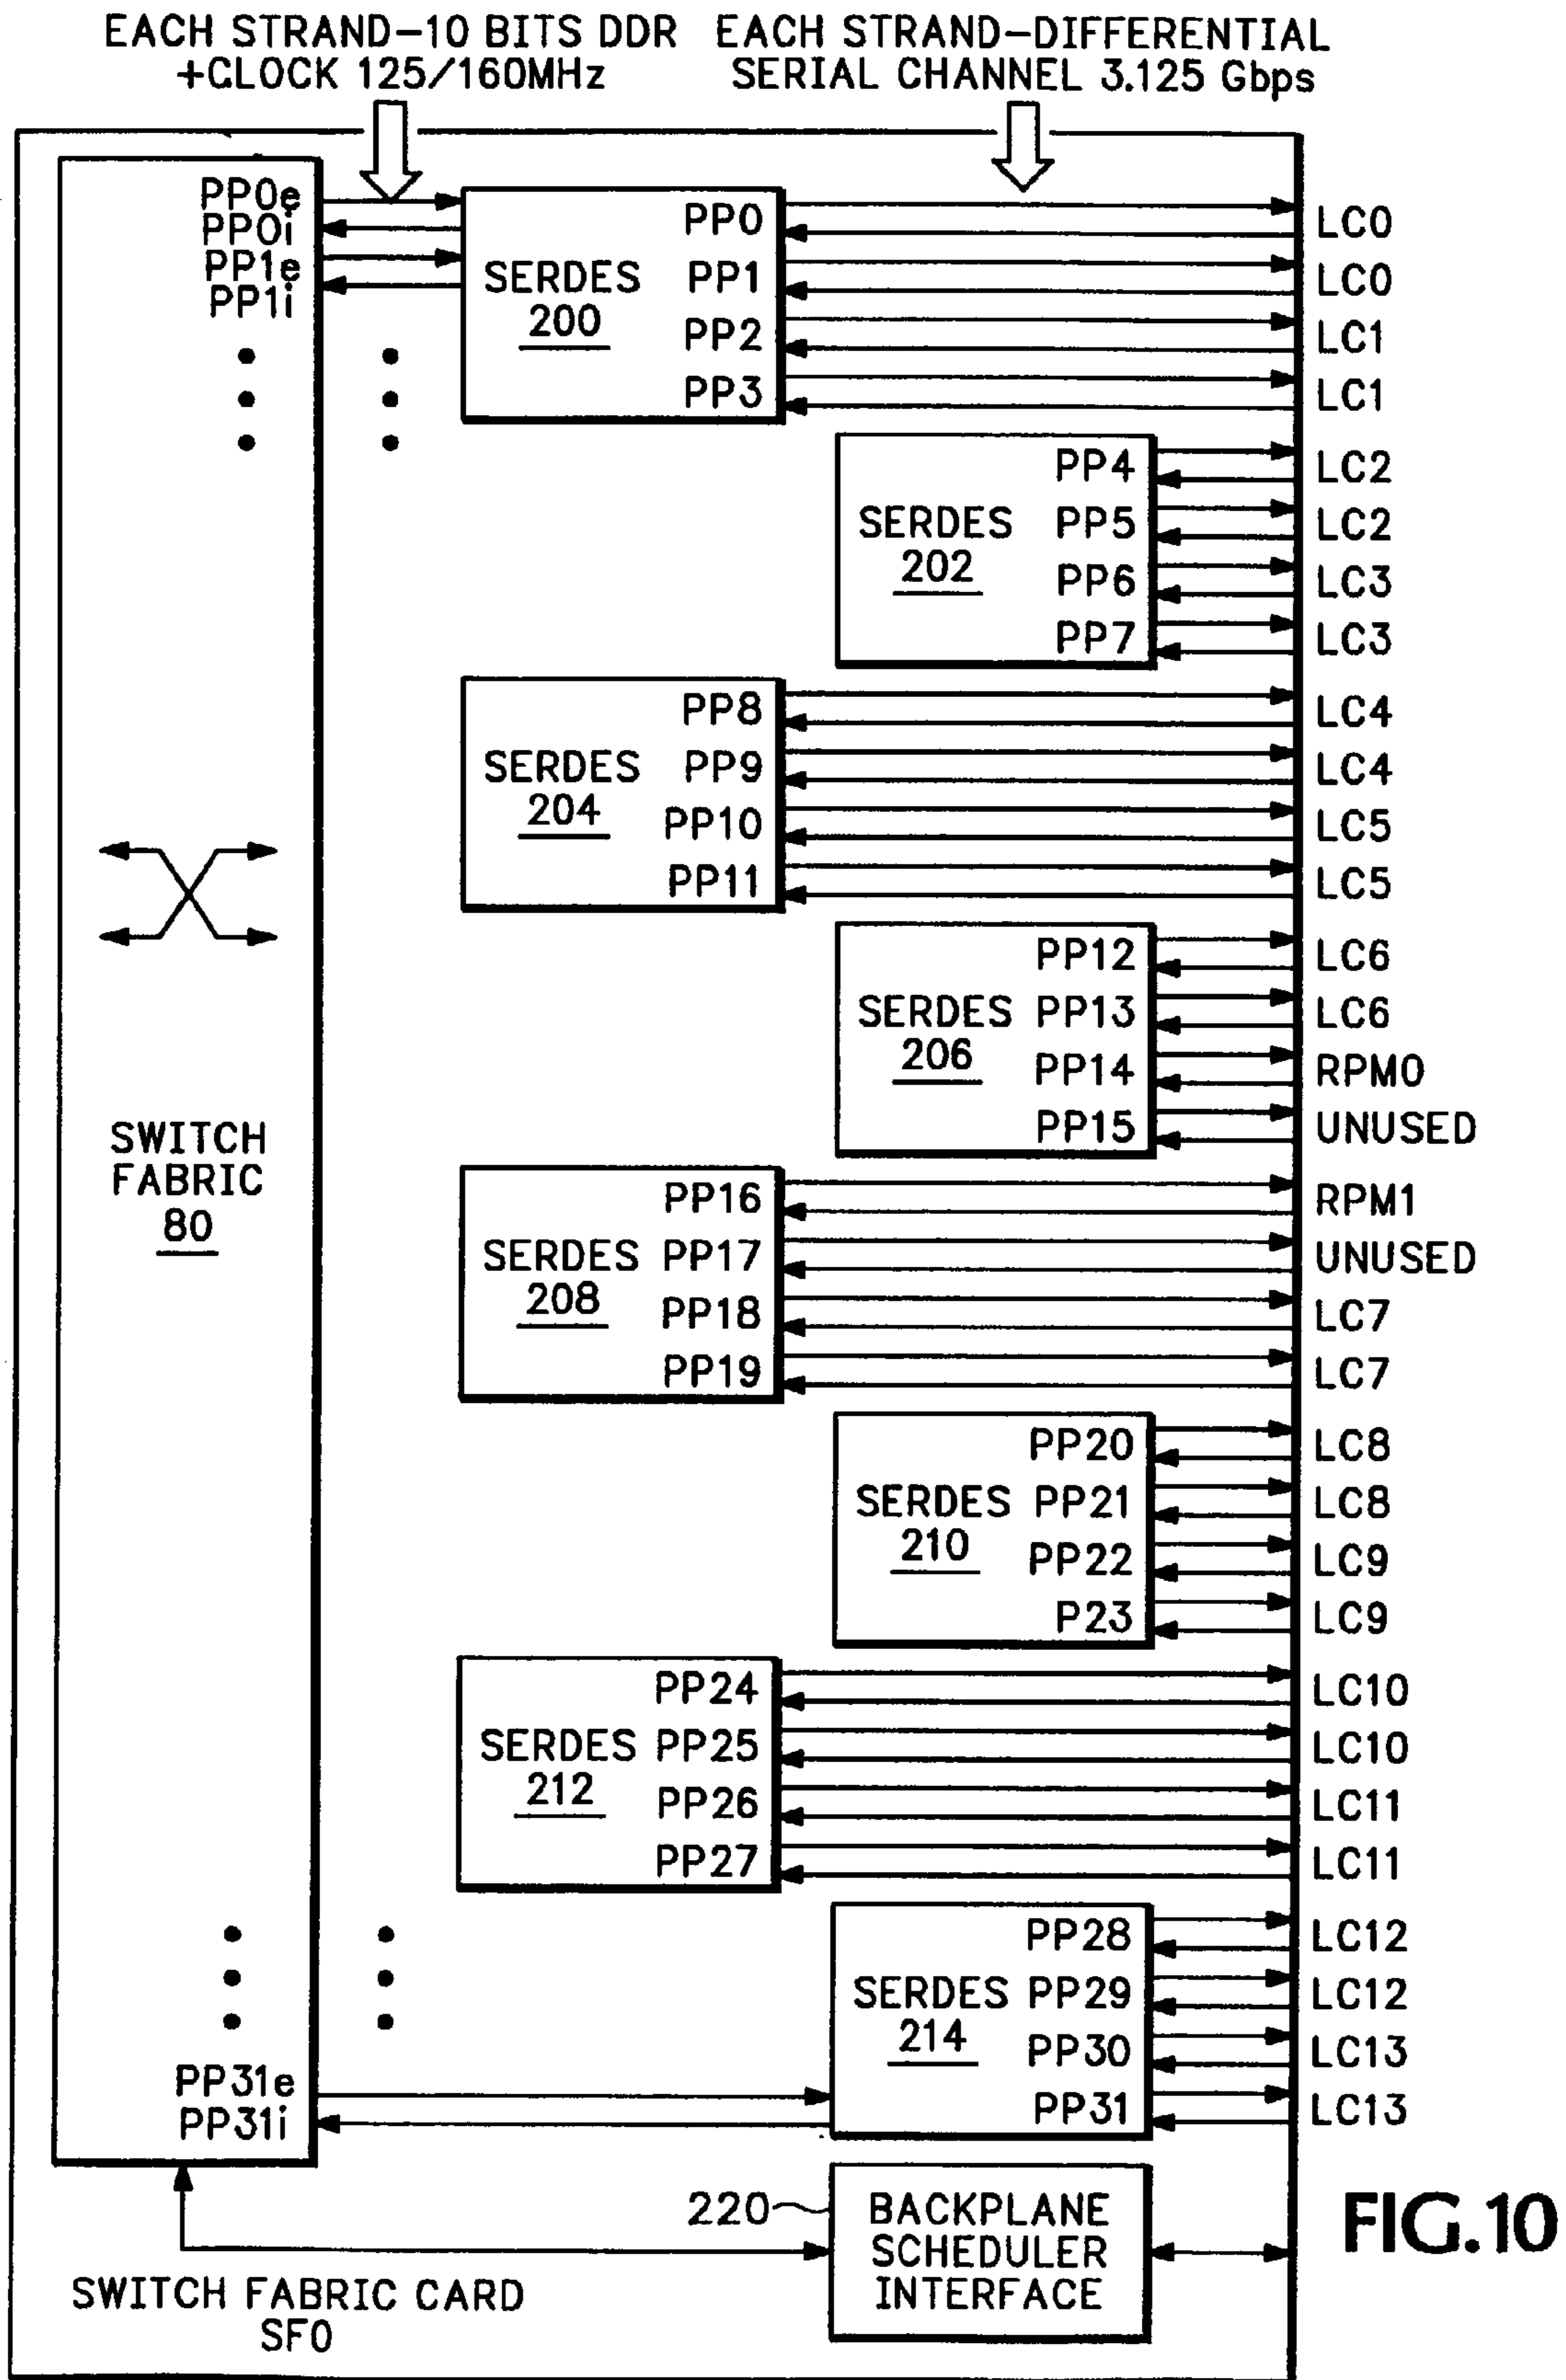 EACH STRAND-10 BITS DDR
+CLOCK 125/160MHz
EACH STRAND-DIFFERENTIAL
SERIAL CHANNEL 3.125 Gbps
PP0e
PP0i
PP1e
PP1i
SWITCH
FABRIC
80
PP31e
PP31i
SERDES
200
PP0
PP1
PP2
PP3
LC0
LC0
LC1
LC1
SERDES
202
PP4
PP5
PP6
PP7
LC2
LC2
LC3
LC3
SERDES
204
PP8
PP9
PP10
PP11
LC4
LC4
LC5
LC5
SERDES
206
PP12
PP13
PP14
PP15
LC6
LC6
RPM0
UNUSED
SERDES
208
PP16
PP17
PP18
PP19
RPM1
UNUSED
LC7
LC7
SERDES
210
PP20
PP21
PP22
P23
LC8
LC8
LC9
LC9
SERDES
212
PP24
PP25
PP26
PP27
LC10
LC10
LC11
LC11
SERDES
214
PP28
PP29
PP30
PP31
LC12
LC12
LC13
LC13
220
BACKPLANE
SCHEDULER
INTERFACE
SWITCH FABRIC CARD
SF0
FIG.10